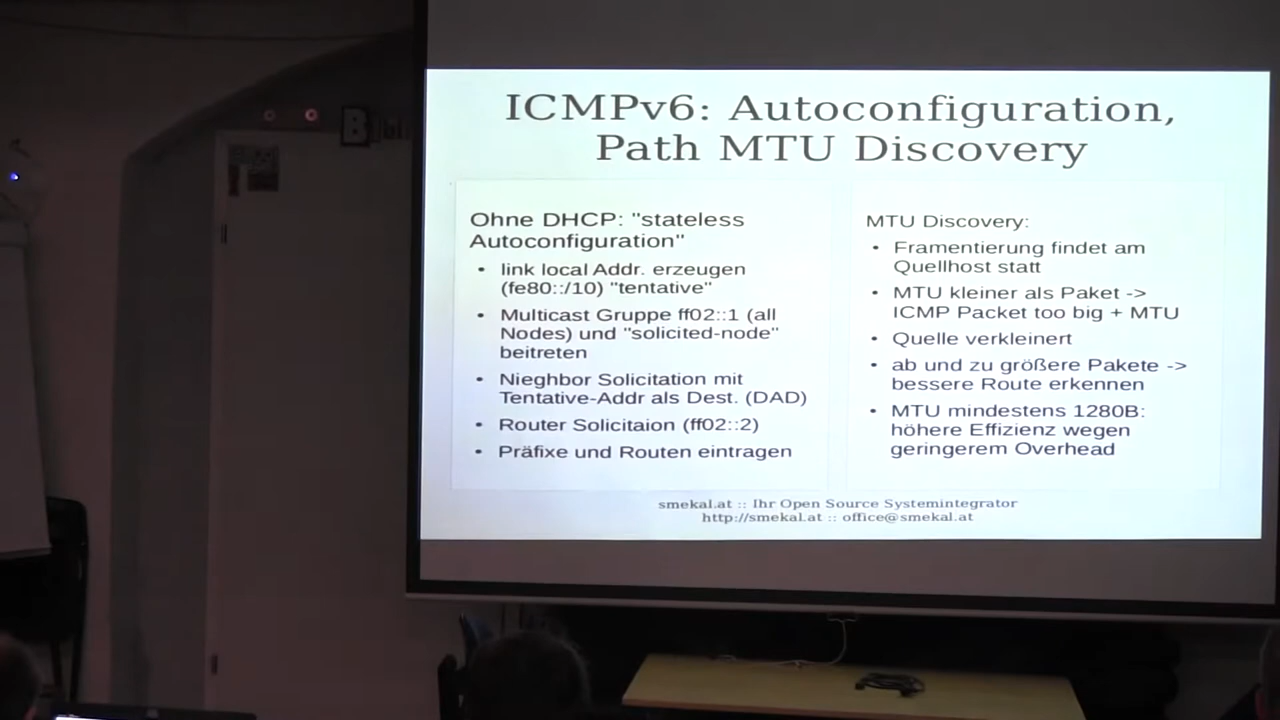 ICMPv6: Autoconfiguration,
Path MTU Discovery
Ohne DHCP: "stateless
Autoconfiguration"
• link local Addr. erzeugen
(fe80::/10) "tentative"
• Multicast Gruppe ff02::1 (all
Nodes) und "solicited-node"
beitreten
• Nieghbor Solicitation mit
Tentative-Addr als Dest. (DAD)
• Router Solicitaion (ff02::2)
• Präfixe und Routen eintragen
MTU Discovery:
• Framentierung findet am
Quellhost statt
• MTU kleiner als Paket ->
ICMP Packet too big + MTU
• Quelle verkleinert
• ab und zu größere Pakete ->
bessere Route erkennen
• MTU mindestens 1280B:
höhere Effizienz wegen
geringerem Overhead
smekal.at :: Ihr Open Source Systemintegrator
http://smekal.at :: office@smekal.at